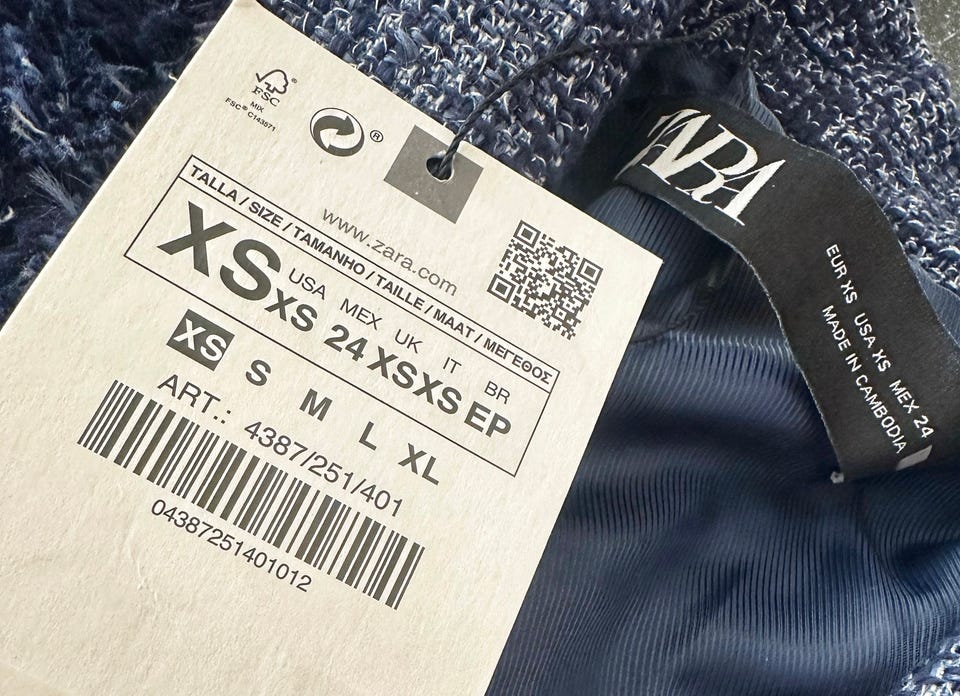 FSC®
MIX
FSC® C143571
®
www.zara.com
TALLA / SIZE / TAMANHO / TAILLE / MAAT / ΜΕΓΕΘΟΣ
USA MEX UK IT BR
XS XS 24 XS XS EP
XS S M L XL
ART.: 4387/251/401
04387251401012
ZARA
EUR XS USA XS MEX 24
MADE IN CAMBODIA